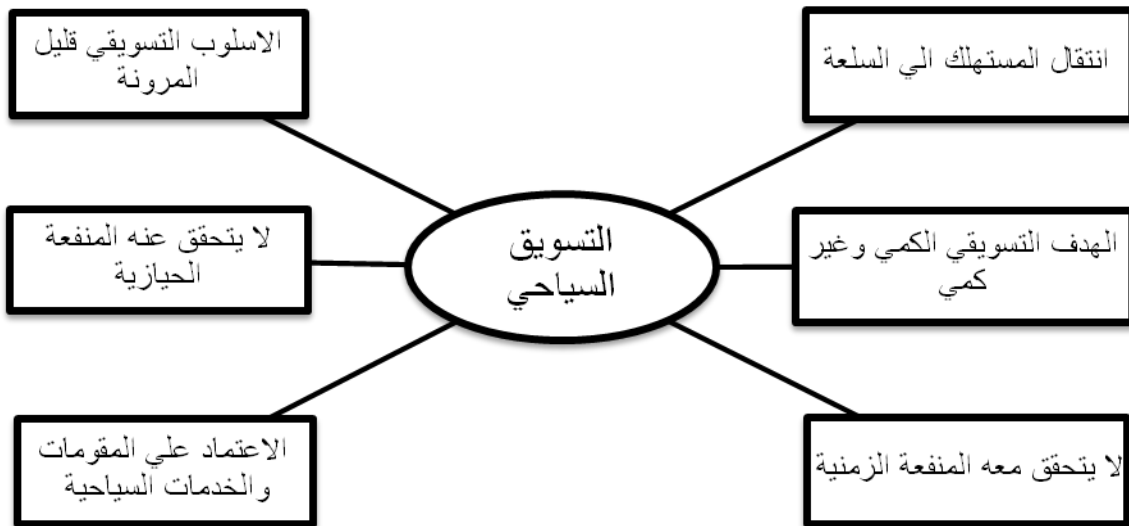 انتقال المستهلك الي السلعة
الاسلوب التسويقي قليل
المرونة
التسويق
السياحي
الهدف التسويقي الكمي وغير
كمي
لا يتحقق عنه المنفعة
الحيازية
لا يتحقق معه المنفعة الزمنية
الاعتماد علي المقومات
والخدمات السياحية